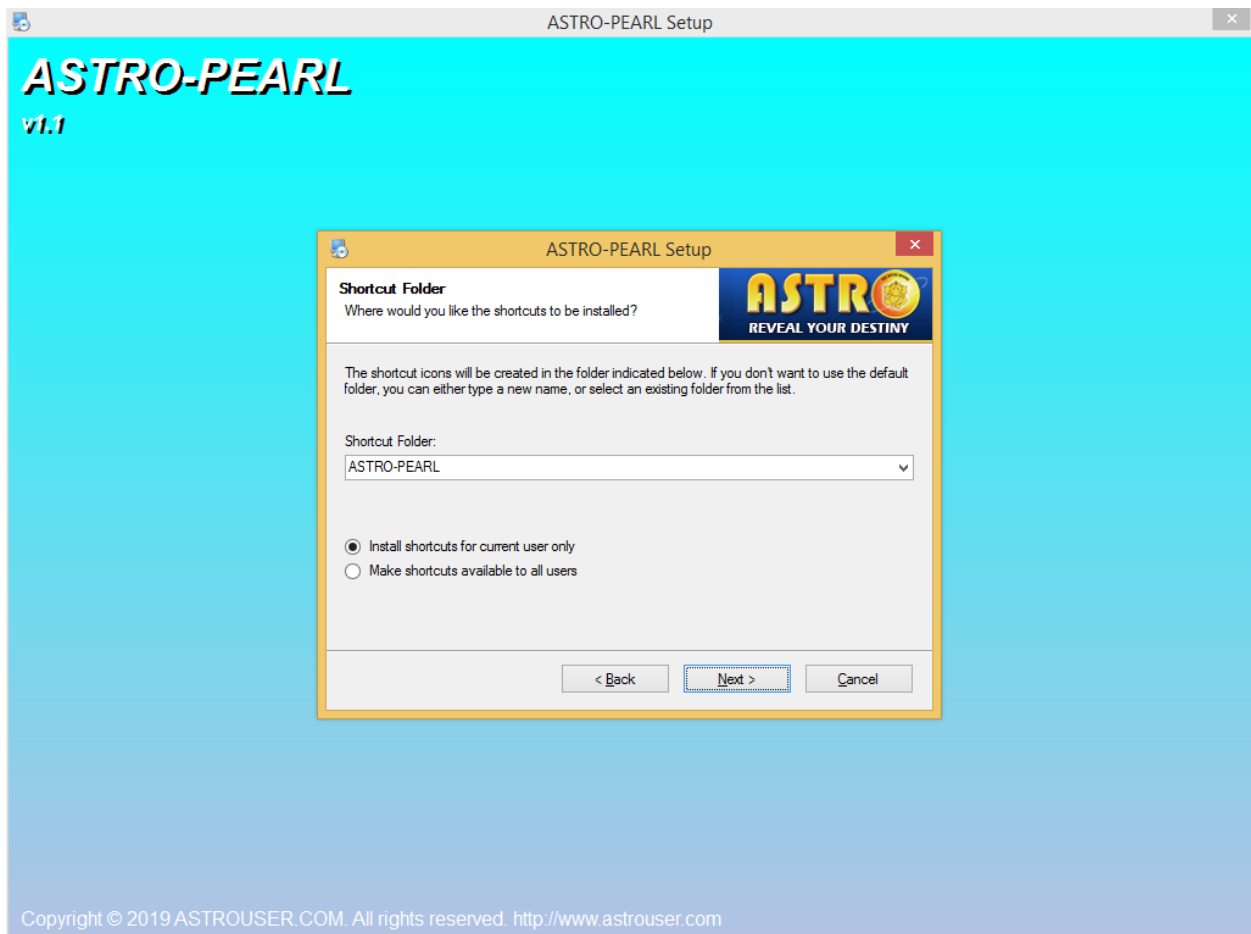 ASTRO-PEARL Setup
ASTRO-PEARL
v1.1
ASTRO-PEARL Setup
Shortcut Folder
Where would you like the shortcuts to be installed?
ASTRO
REVEAL YOUR DESTINY
The shortcut icons will be created in the folder indicated below. If you don't want to use the default
folder, you can either type a new name, or select an existing folder from the list.
Shortcut Folder:
ASTRO-PEARL
Install shortcuts for current user only
Make shortcuts available to all users
< Back Next > Cancel
Copyright © 2019 ASTROUSER.COM. All rights reserved. http://www.astrouser.com